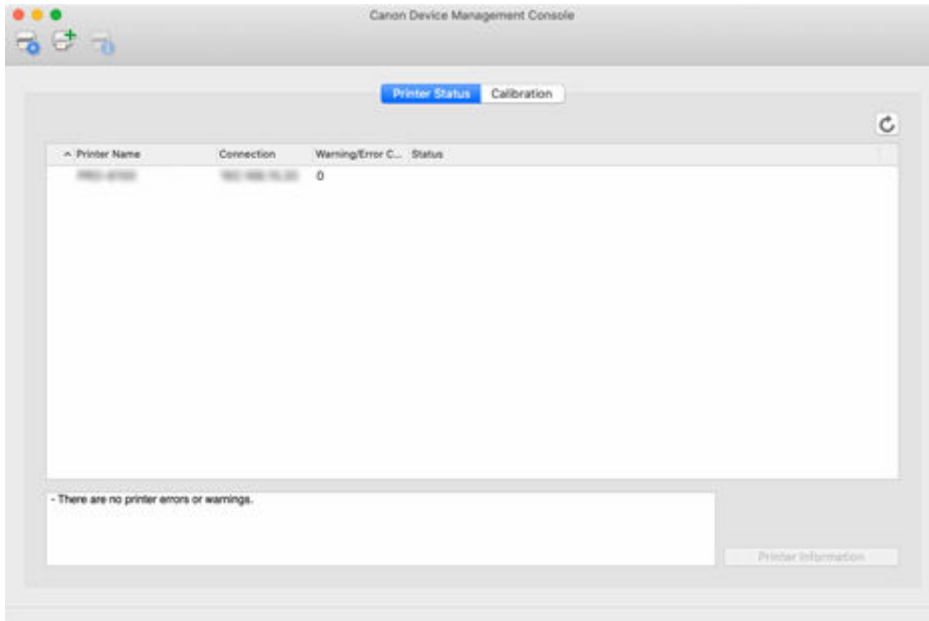 Canon Device Management Console
Printer Status Calibration
Printer Name Connection Warning/Error C... Status
0
- There are no printer errors or warnings.
Printer Information